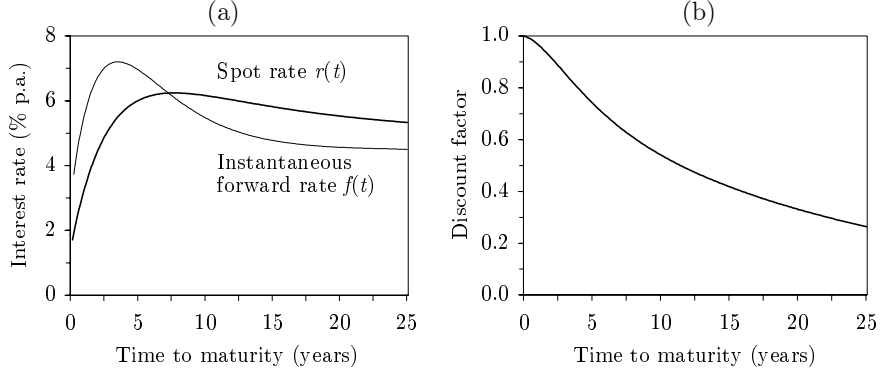 (a)
Interest rate (% p.a.)
8
6
4
2
0
Spot rate r(t)
Instantaneous
forward rate f(t)
0 5 10 15 20 25
Time to maturity (years)
(b)
Discount factor
1.0
0.8
0.6
0.4
0.2
0.0
0 5 10 15 20 25
Time to maturity (years)